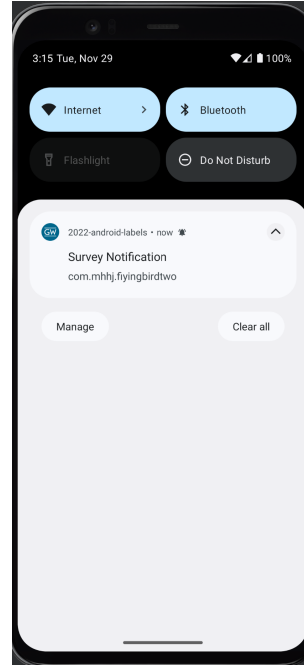 3:15 Tue, Nov 29 100%
Internet Bluetooth
Flashlight Do Not Disturb
GW 2022-android-labels • now
Survey Notification
com.mhhj.fiyingbirdtwo
Manage Clear all